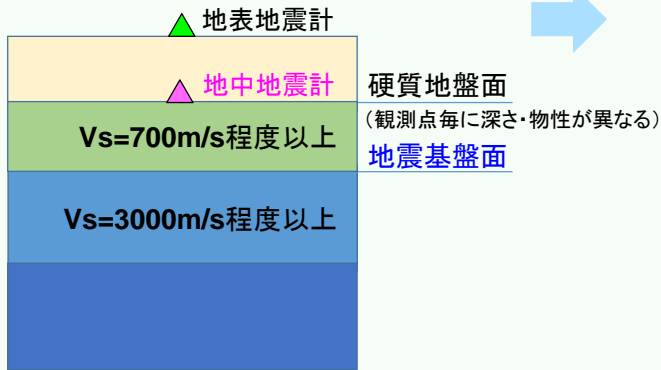 地表地震計
地中地震計
硬質地盤面
(観測点毎に深さ・物性が異なる)
Vs=700m/s程度以上
地震基盤面
Vs=3000m/s程度以上